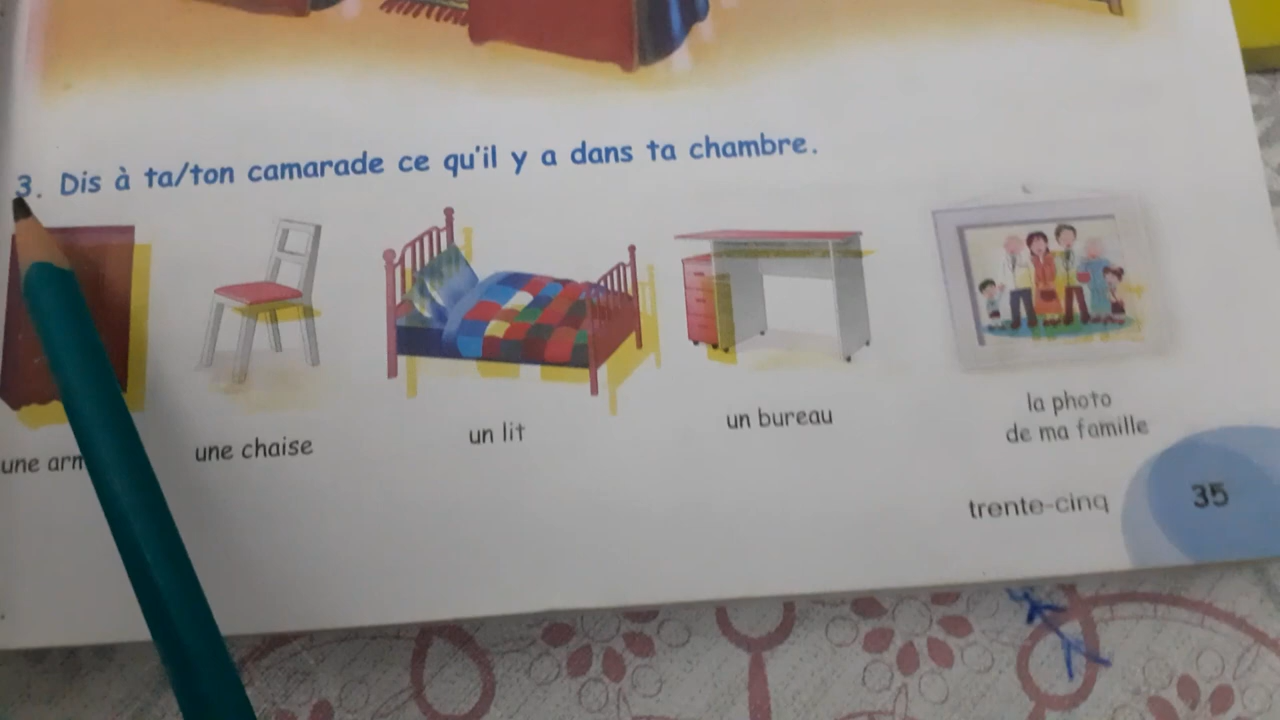 3. Dis à ta/ton camarade ce qu'il y a dans ta chambre.
une
une chaise
un lit
un bureau
la photo
de ma famille
trente-cinq
35